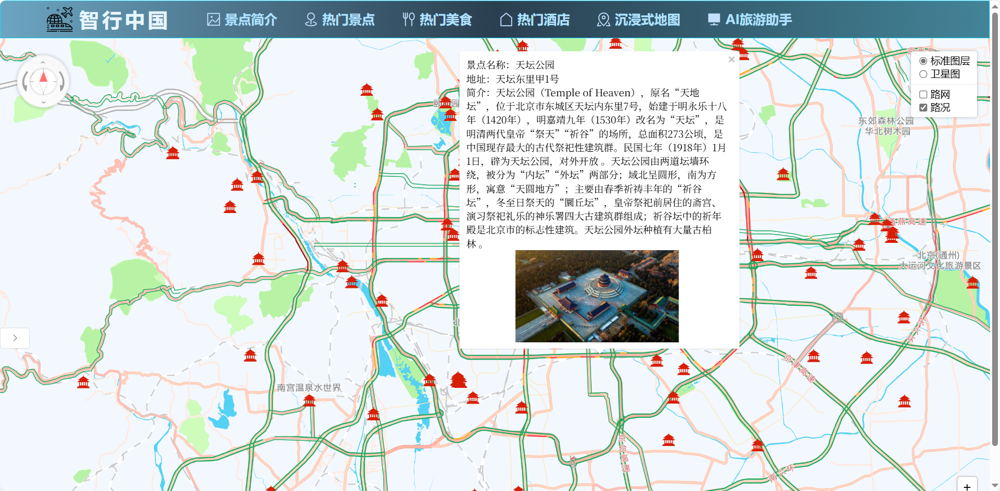 智行中国
景点简介
热门景点
热门美食
热门酒店
沉浸式地图
AI旅游助手
标准图层
卫星图
路网
路况
景点名称：天坛公园
地址：天坛东里甲1号
简介：天坛公园（Temple of Heaven），原名“天地
坛”，位于北京市东城区天坛内东里7号，始建于明永乐十八
年（1420年），明嘉靖九年（1530年）改名为“天坛”，是
明清两代皇帝“祭天”“祈谷”的场所，总面积273公顷，是
中国现存最大的古代祭祀性建筑群。民国七年（1918年）1月
1日，辟为天坛公园，对外开放 。天坛公园由两道坛墙环
绕，被分为“内坛”“外坛”两部分；域北呈圆形，南为方
形，寓意“天圆地方”；主要由春季祈祷丰年的“祈谷
坛”，冬至日祭天的“圜丘坛”，皇帝祭祀前居住的斋宫、
演习祭祀礼乐的神乐署四大古建筑群组成；祈谷坛中的祈年
殿是北京市的标志性建筑。天坛公园外坛种植有大量古柏
林 。
东郊森林公园
华北树木园
通燕高速
北京(通州)
大运河文化旅游景区
东六环
京津高速
南宫温泉水世界
京台高速
南六环
+